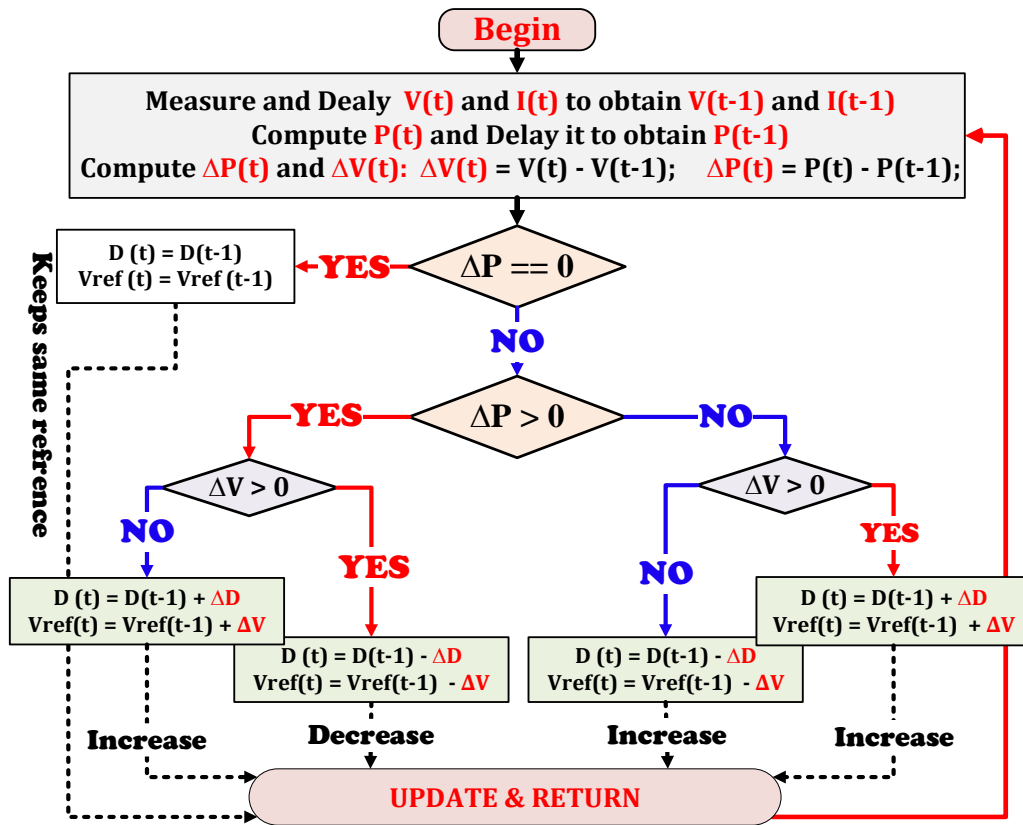 Begin
Measure and Dealy V(t) and I(t) to obtain V(t-1) and I(t-1)
Compute P(t) and Delay it to obtain P(t-1)
Compute ΔP(t) and ΔV(t): ΔV(t) = V(t) - V(t-1); ΔP(t) = P(t) - P(t-1);
D (t) = D(t-1)
Vref (t) = Vref (t-1)
YES
ΔP == 0
Keeps same refrence
NO
YES
ΔP > 0
NO
ΔV > 0
ΔV > 0
NO
YES
NO
YES
D (t) = D(t-1) + ΔD
Vref(t) = Vref(t-1) + ΔV
D (t) = D(t-1) - ΔD
Vref(t) = Vref(t-1) - ΔV
D (t) = D(t-1) - ΔD
Vref(t) = Vref(t-1) - ΔV
D (t) = D(t-1) + ΔD
Vref(t) = Vref(t-1) + ΔV
Increase
Decrease
Increase
Increase
UPDATE & RETURN